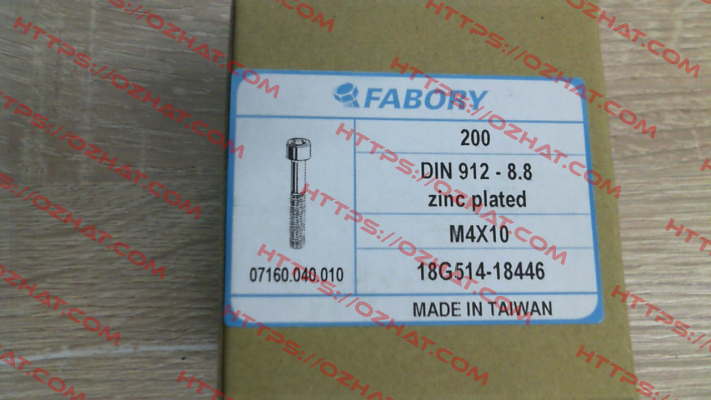 FABORY
200
DIN 912 - 8.8
zinc plated
M4X10
07160.040.010
18G514-18446
MADE IN TAIWAN
HTTPS://OZHAT.COM